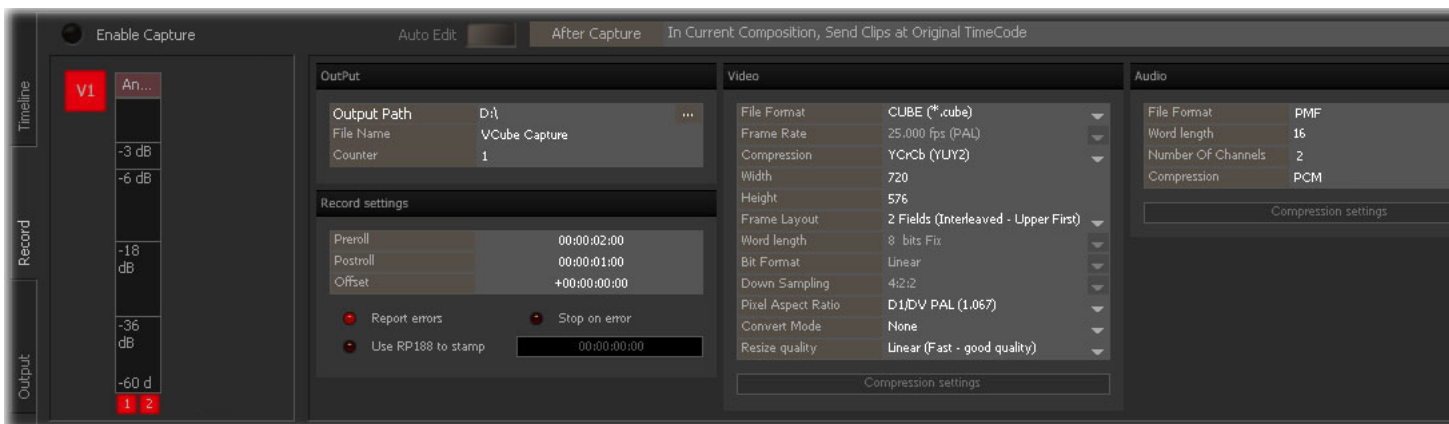 Enable Capture
Auto Edit
After Capture
In Current Composition, Send Clips at Original TimeCode
Timeline
Record
Output
V1
An...
-3 dB
-6 dB
-18
dB
-36
dB
-60 d
1 2
OutPut
Output Path D:\ ...
File Name VCube Capture
Counter 1
Record settings
Preroll 00:00:02:00
Postroll 00:00:01:00
Offset +00:00:00:00
Report errors Stop on error
Use RP188 to stamp 00:00:00:00
Video
File Format CUBE (*.cube)
Frame Rate 25.000 fps (PAL)
Compression YCrCb (YUY2)
Width 720
Height 576
Frame Layout 2 Fields (Interleaved - Upper First)
Word length 8 bits Fix
Bit Format Linear
Down Sampling 4:2:2
Pixel Aspect Ratio D1/DV PAL (1.067)
Convert Mode None
Resize quality Linear (Fast - good quality)
Compression settings
Audio
File Format PMF
Word length 16
Number Of Channels 2
Compression PCM
Compression settings